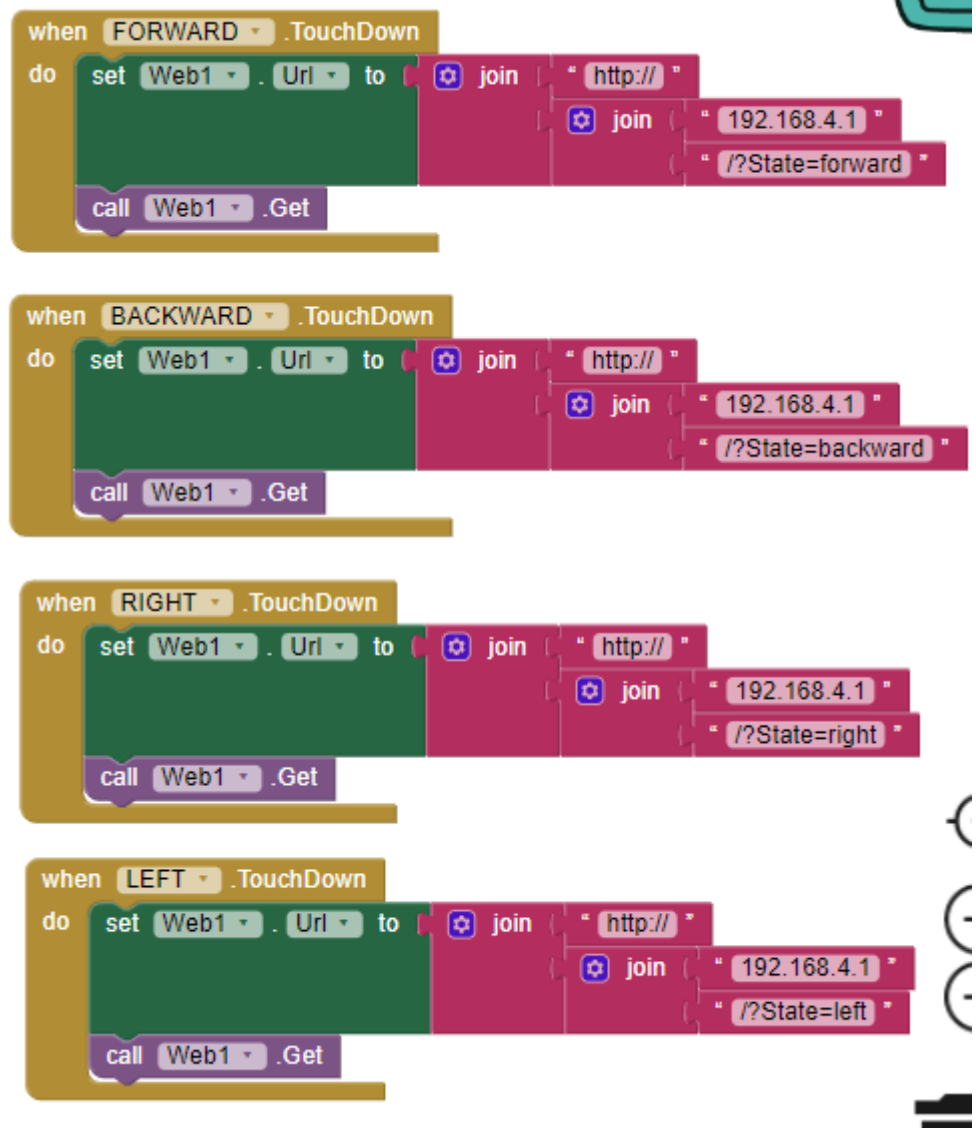 when FORWARD .TouchDown
do set Web1 . Url to join " http:// "
join " 192.168.4.1 "
" /?State=forward "
call Web1 .Get
when BACKWARD .TouchDown
do set Web1 . Url to join " http:// "
join " 192.168.4.1 "
" /?State=backward "
call Web1 .Get
when RIGHT .TouchDown
do set Web1 . Url to join " http:// "
join " 192.168.4.1 "
" /?State=right "
call Web1 .Get
when LEFT .TouchDown
do set Web1 . Url to join " http:// "
join " 192.168.4.1 "
" /?State=left "
call Web1 .Get